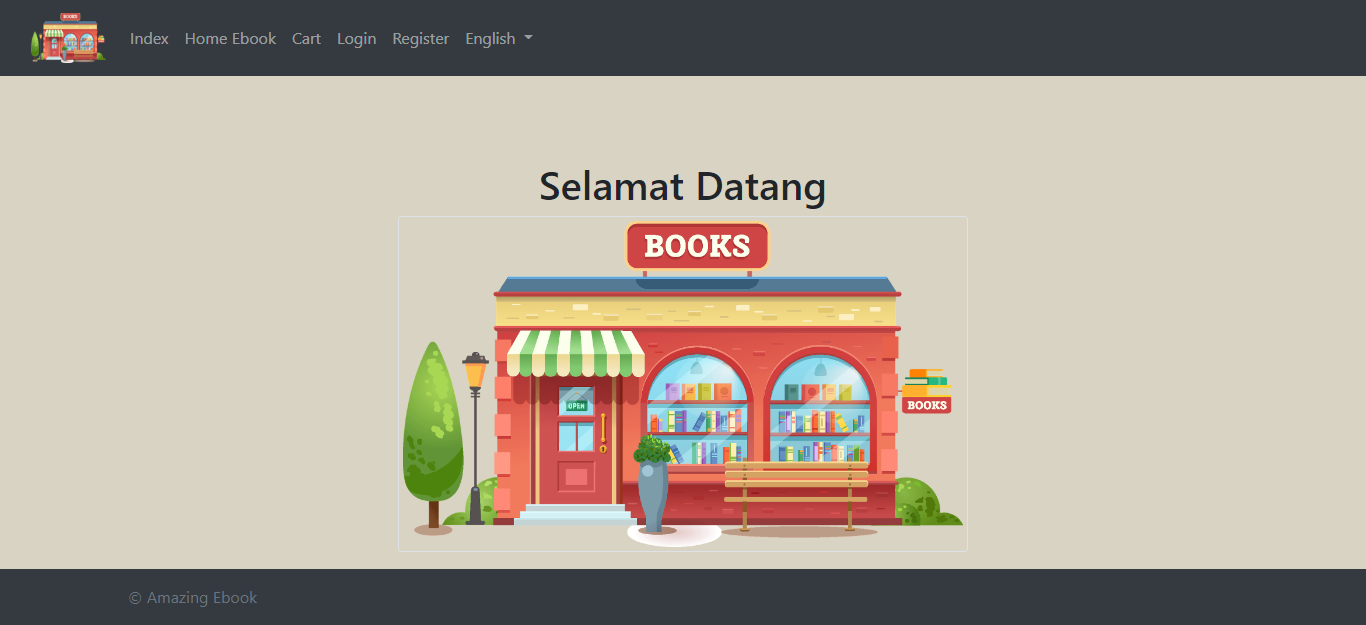 BOOKS
Index Home Ebook Cart Login Register English
Selamat Datang
BOOKS
OPEN
BOOKS
© Amazing Ebook